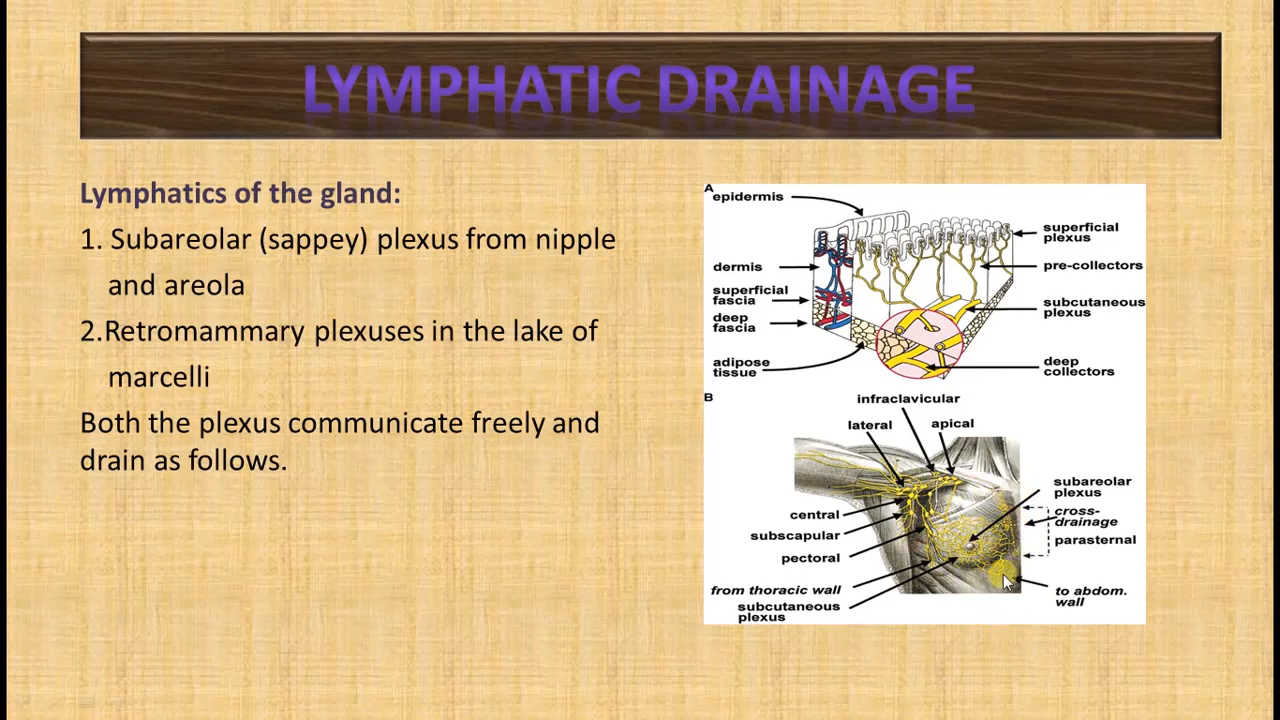 LYMPHATIC DRAINAGE
Lymphatics of the gland:
1. Subareolar (sappey) plexus from nipple
and areola
2.Retromammary plexuses in the lake of
marcelli
Both the plexus communicate freely and
drain as follows.
A
epidermis
dermis
superficial
fascia
deep
fascia
adipose
tissue
superficial
plexus
pre-collectors
subcutaneous
plexus
deep
collectors
B
infraclavicular
lateral
apical
central
subscapular
pectoral
from thoracic wall
subcutaneous
plexus
subareolar
plexus
cross-
drainage
parasternal
to abdom.
wall